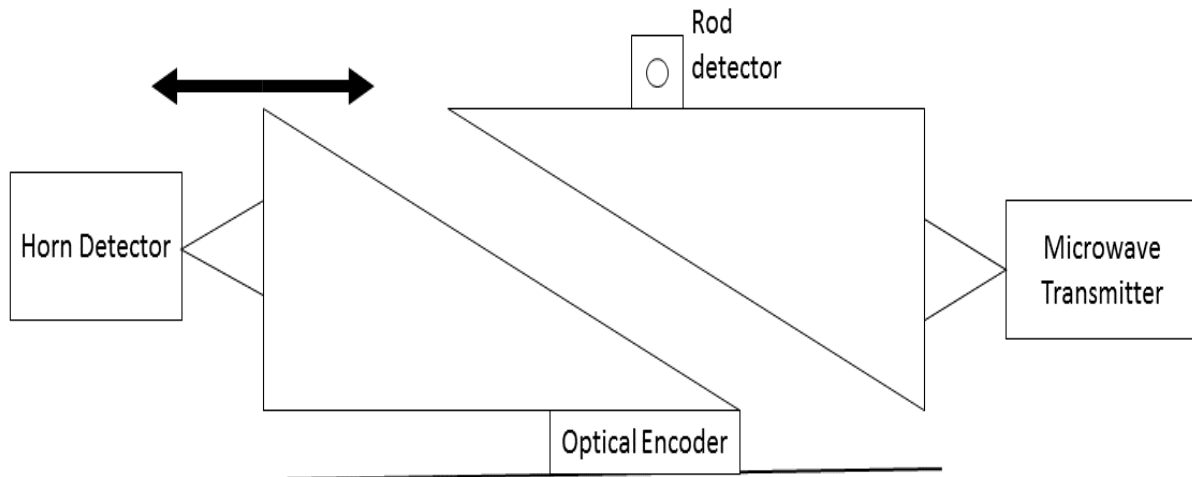 Rod
detector
Horn Detector
Microwave
Transmitter
Optical Encoder